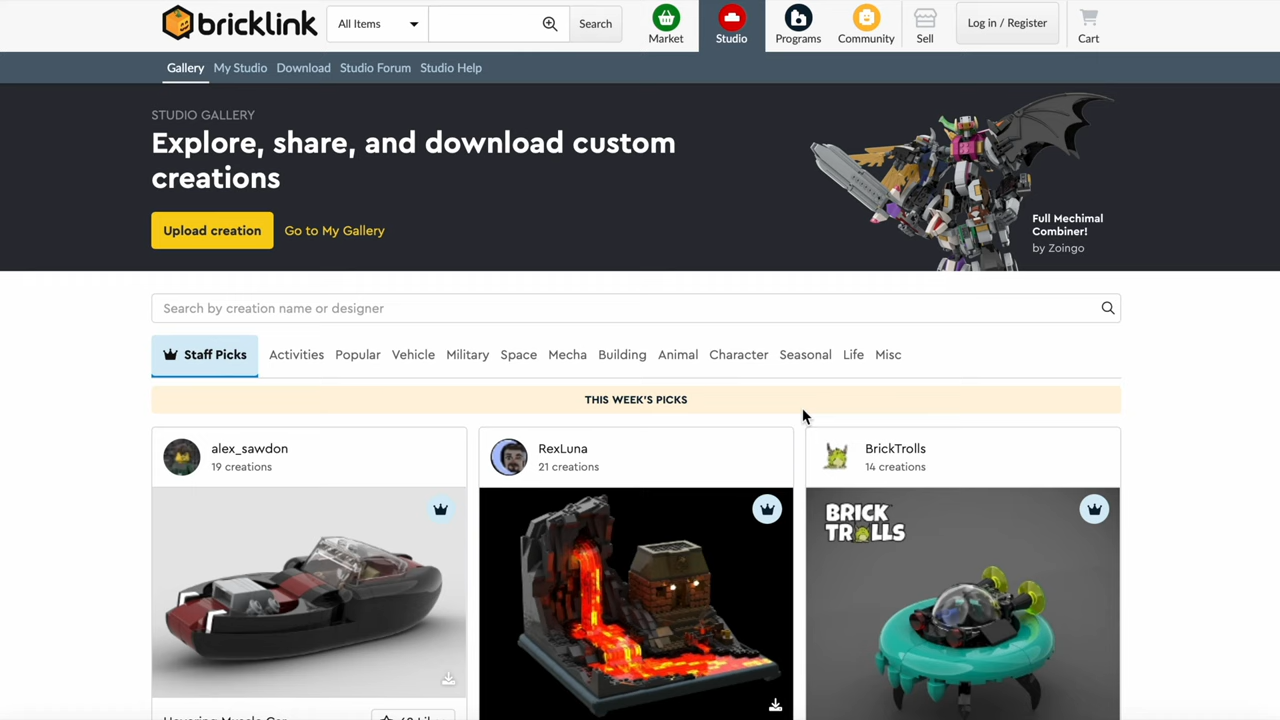 bricklink
All Items
Search
Market
Studio
Programs
Community
Sell
Log in / Register
Cart
Gallery
My Studio
Download
Studio Forum
Studio Help
STUDIO GALLERY
Explore, share, and download custom
creations
Upload creation
Go to My Gallery
Full Mechimal
Combiner!
by Zoingo
Search by creation name or designer
Staff Picks
Activities
Popular
Vehicle
Military
Space
Mecha
Building
Animal
Character
Seasonal
Life
Misc
THIS WEEK'S PICKS
alex_sawdon
19 creations
RexLuna
21 creations
BrickTrolls
14 creations
BRICK
TROLLS